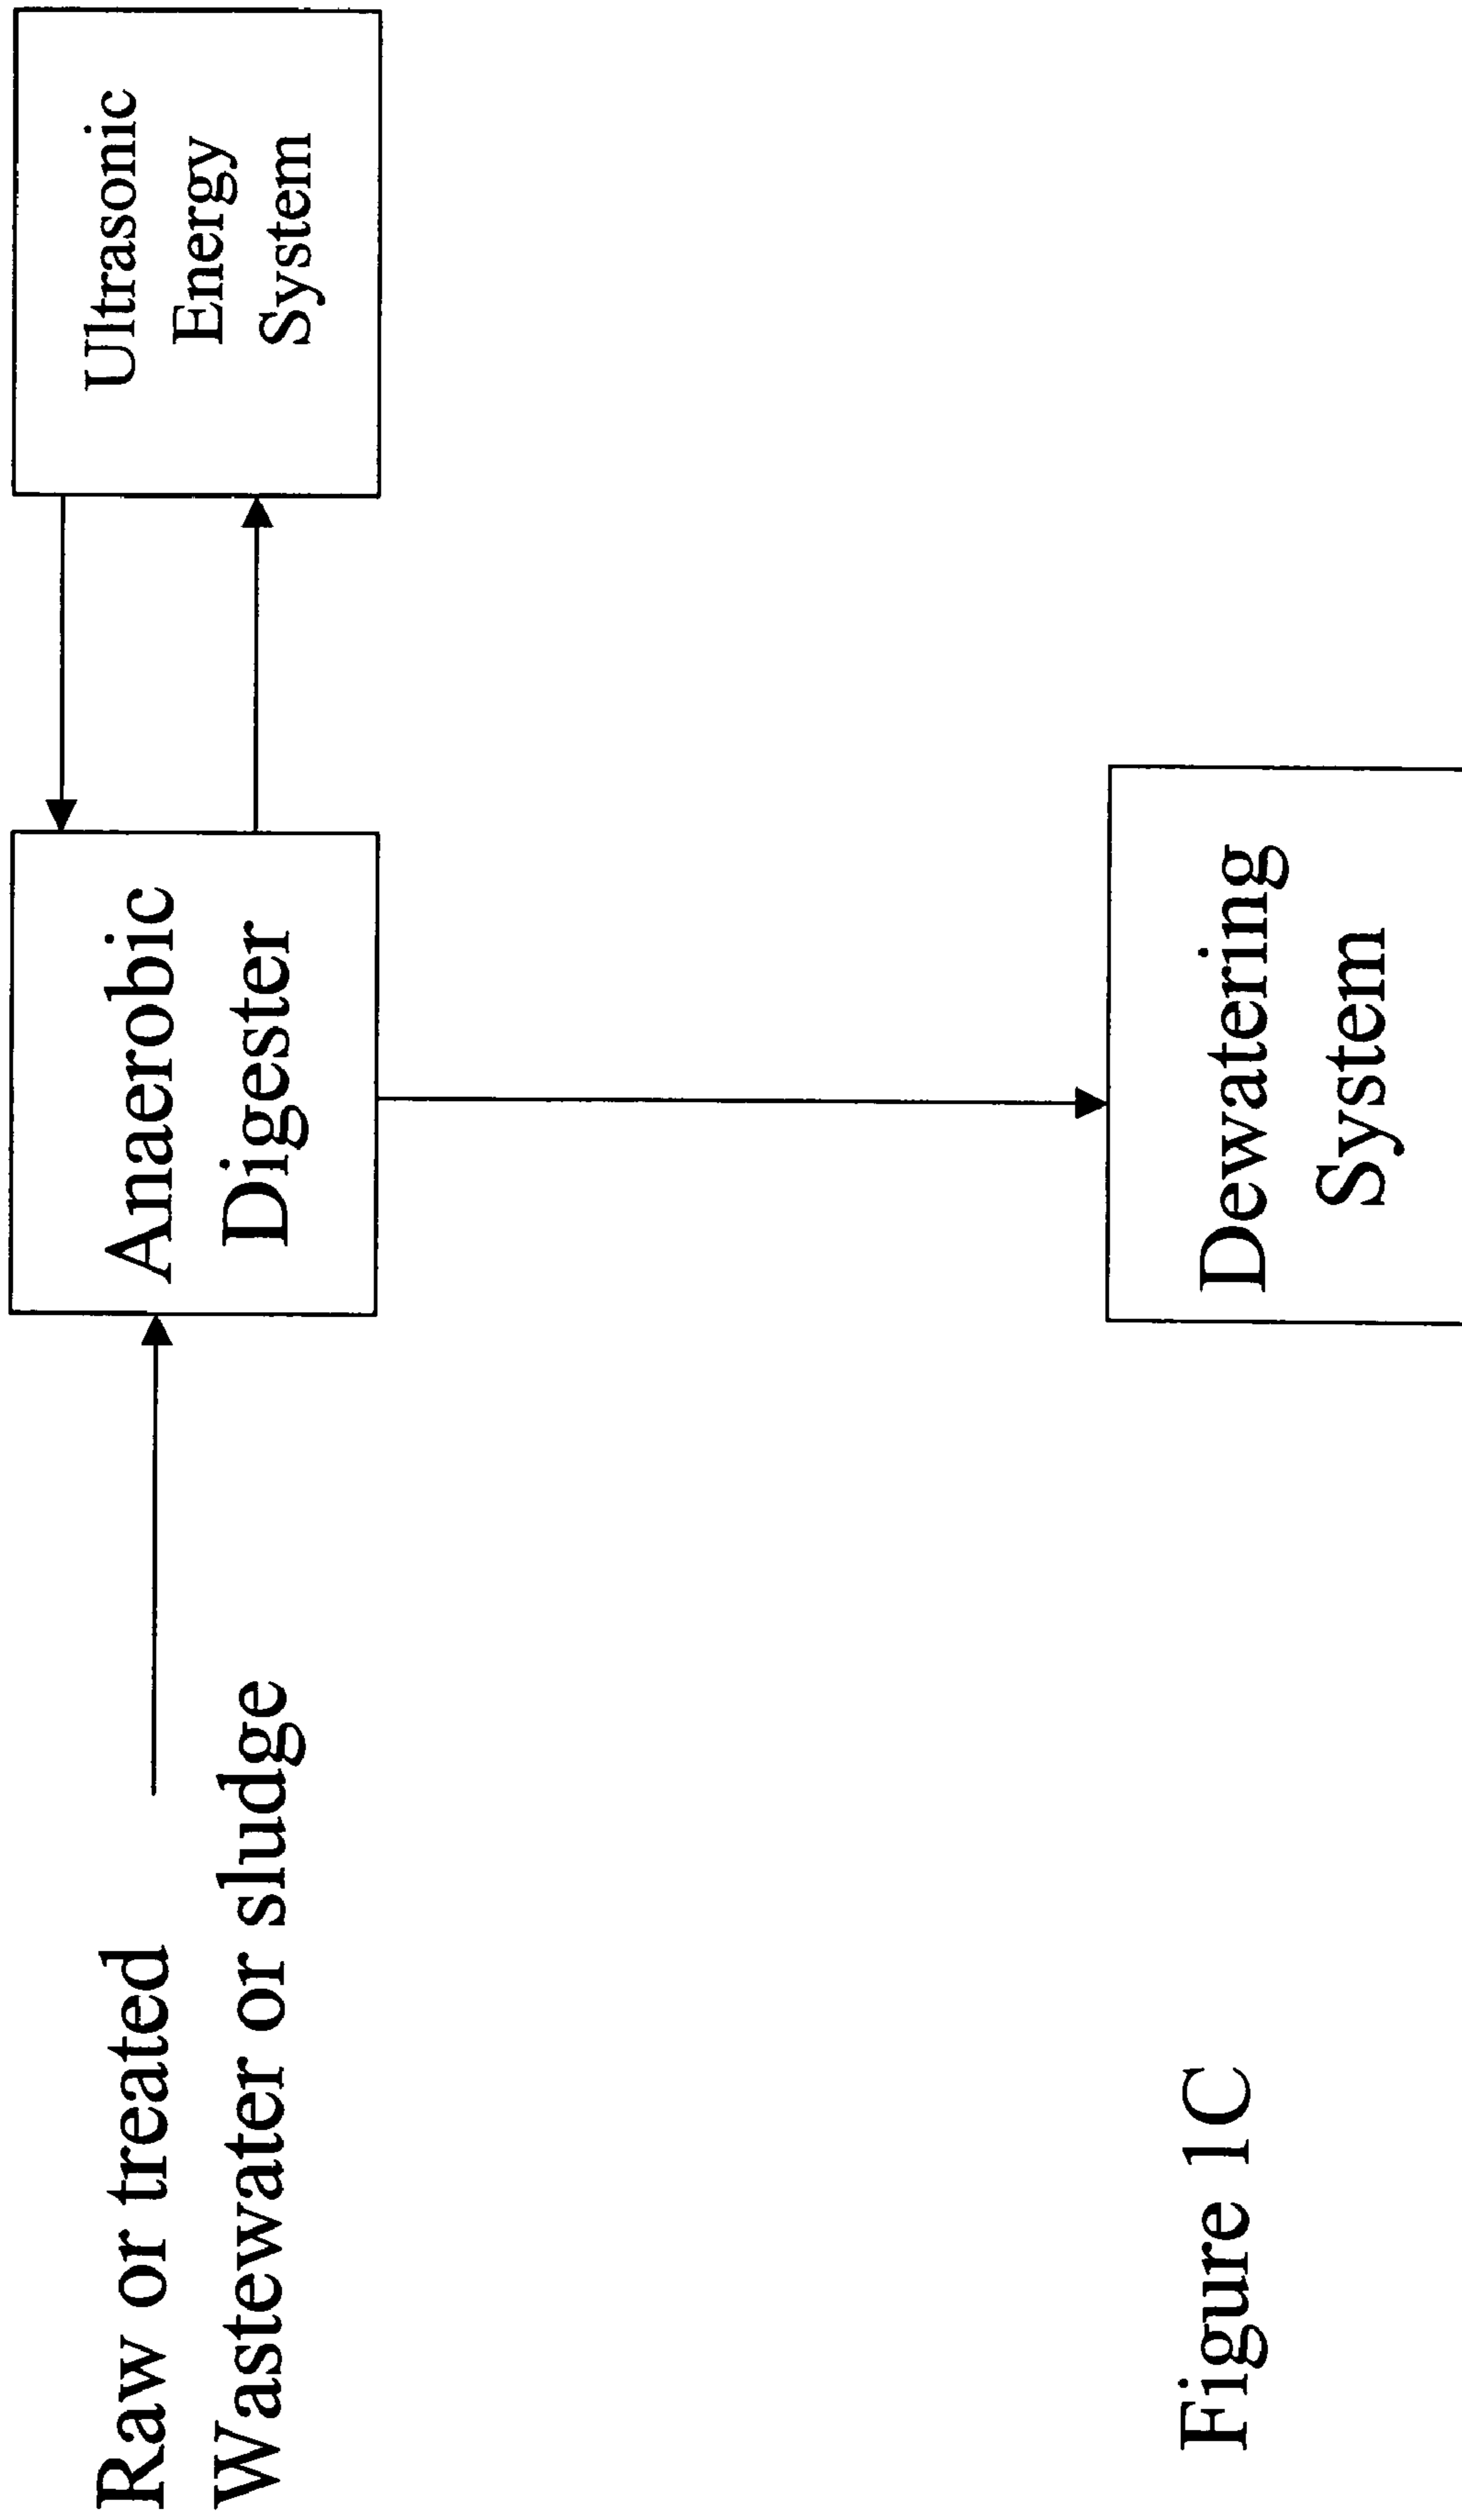 Raw or treated
Wastewater or sludge
Anaerobic
Digester
Ultrasonic
Energy
System
Dewatering
System
Figure 1C